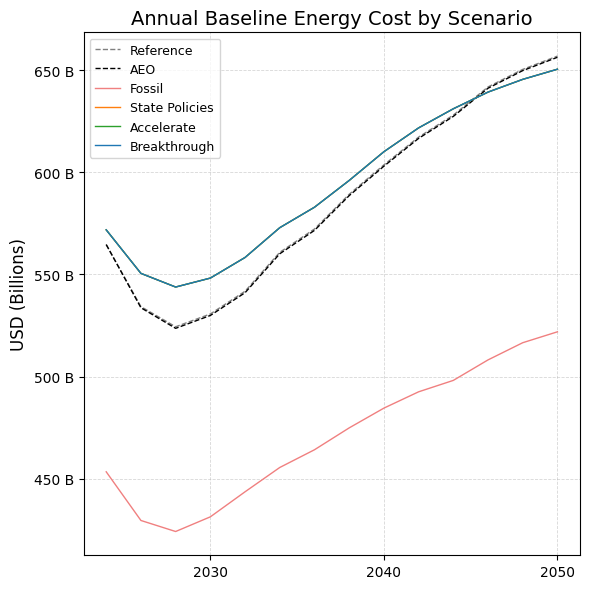 Annual Baseline Energy Cost by Scenario
Reference
AEO
Fossil
State Policies
Accelerate
Breakthrough
USD (Billions)
650 B
600 B
550 B
500 B
450 B
2030
2040
2050